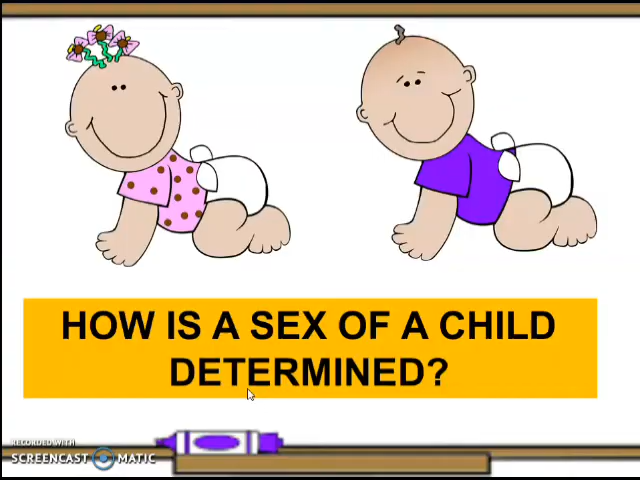 HOW IS A SEX OF A CHILD
DETERMINED?
RECORDED WITH
SCREENCAST MATIC